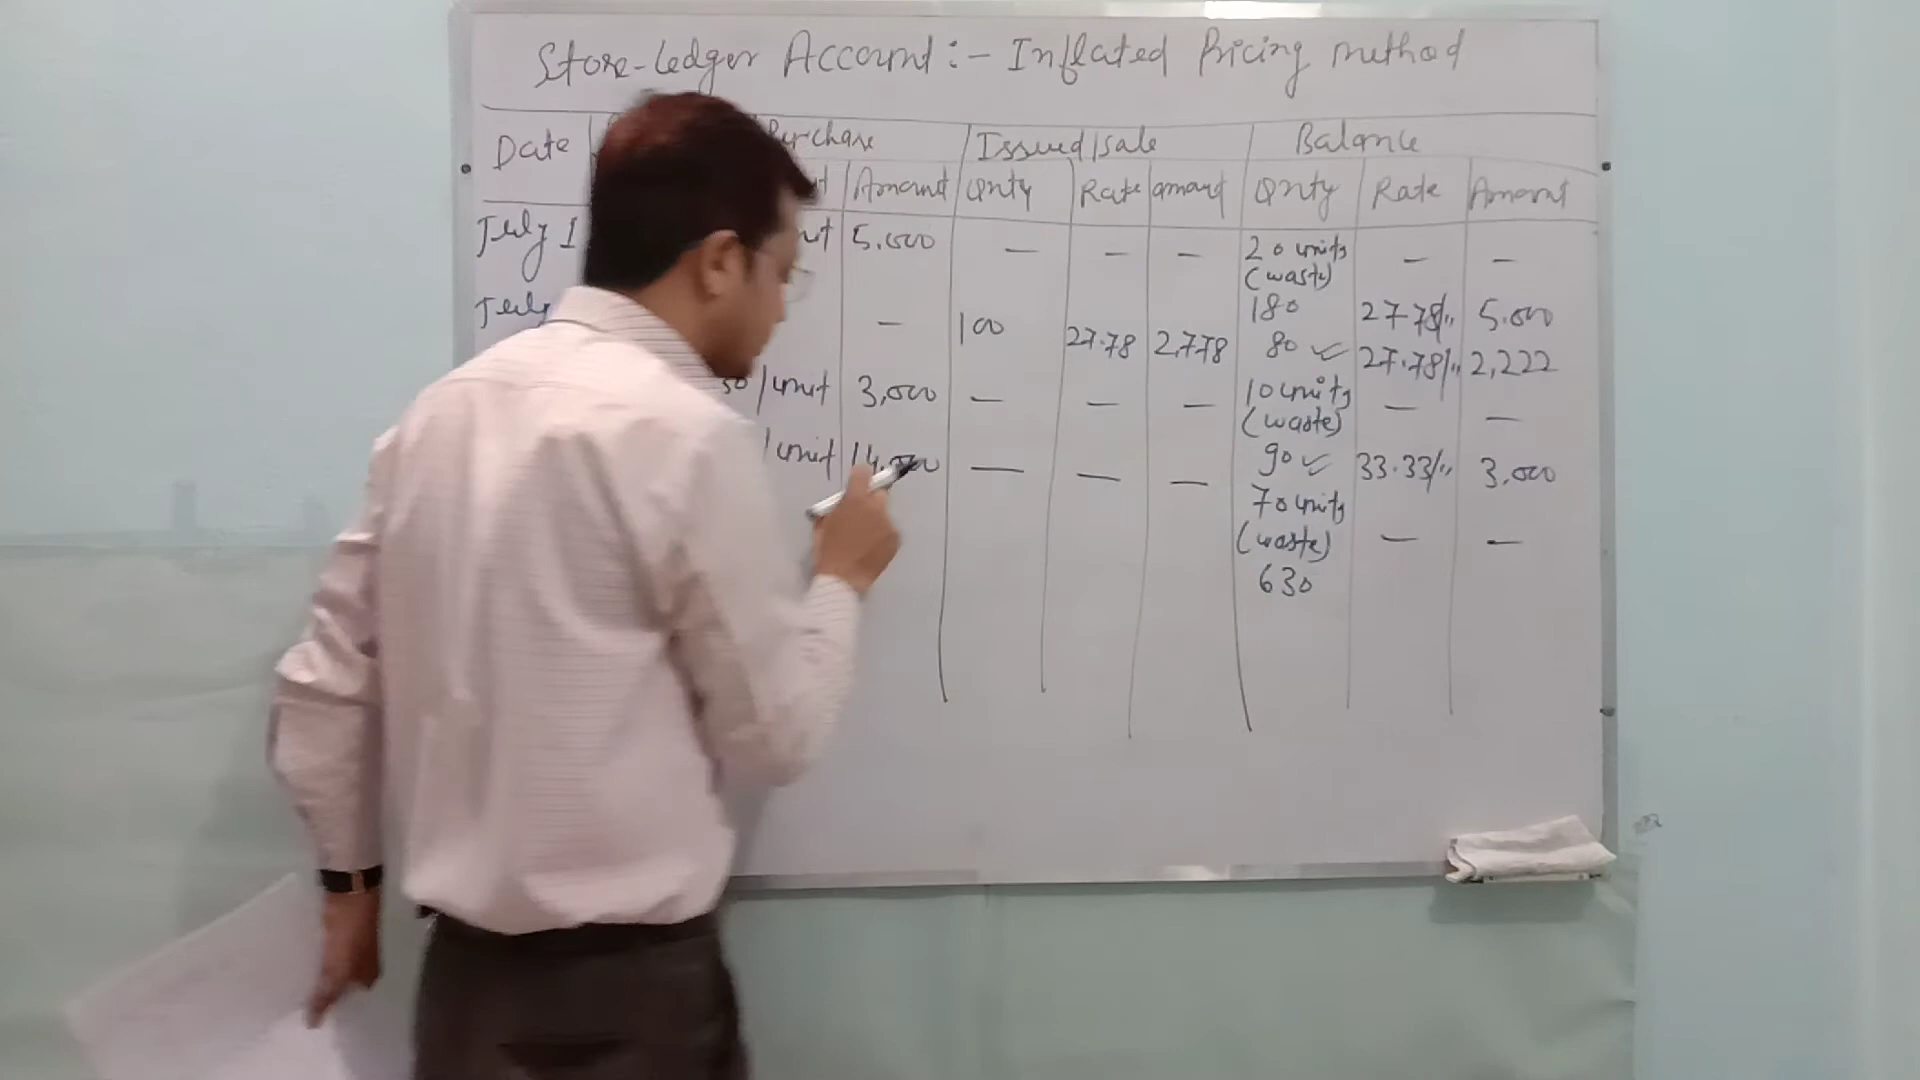 Store-Ledger Account:- Inflated Pricing method
Date Purchase Issued/sale Balance
Amount Qnty Rate amount Qnty Rate Amount
July 1 5,000 — — — 20 units (waste) — —
180 27.78/- 5,000
July — 100 27.78 2,778 80 ✓ 27.78/- 2,222
50 /unit 3,000 — — — 10 units (waste) — —
90 ✓ 33.33/- 3,000
/unit 14,000 — — — 70 units (waste) — —
630